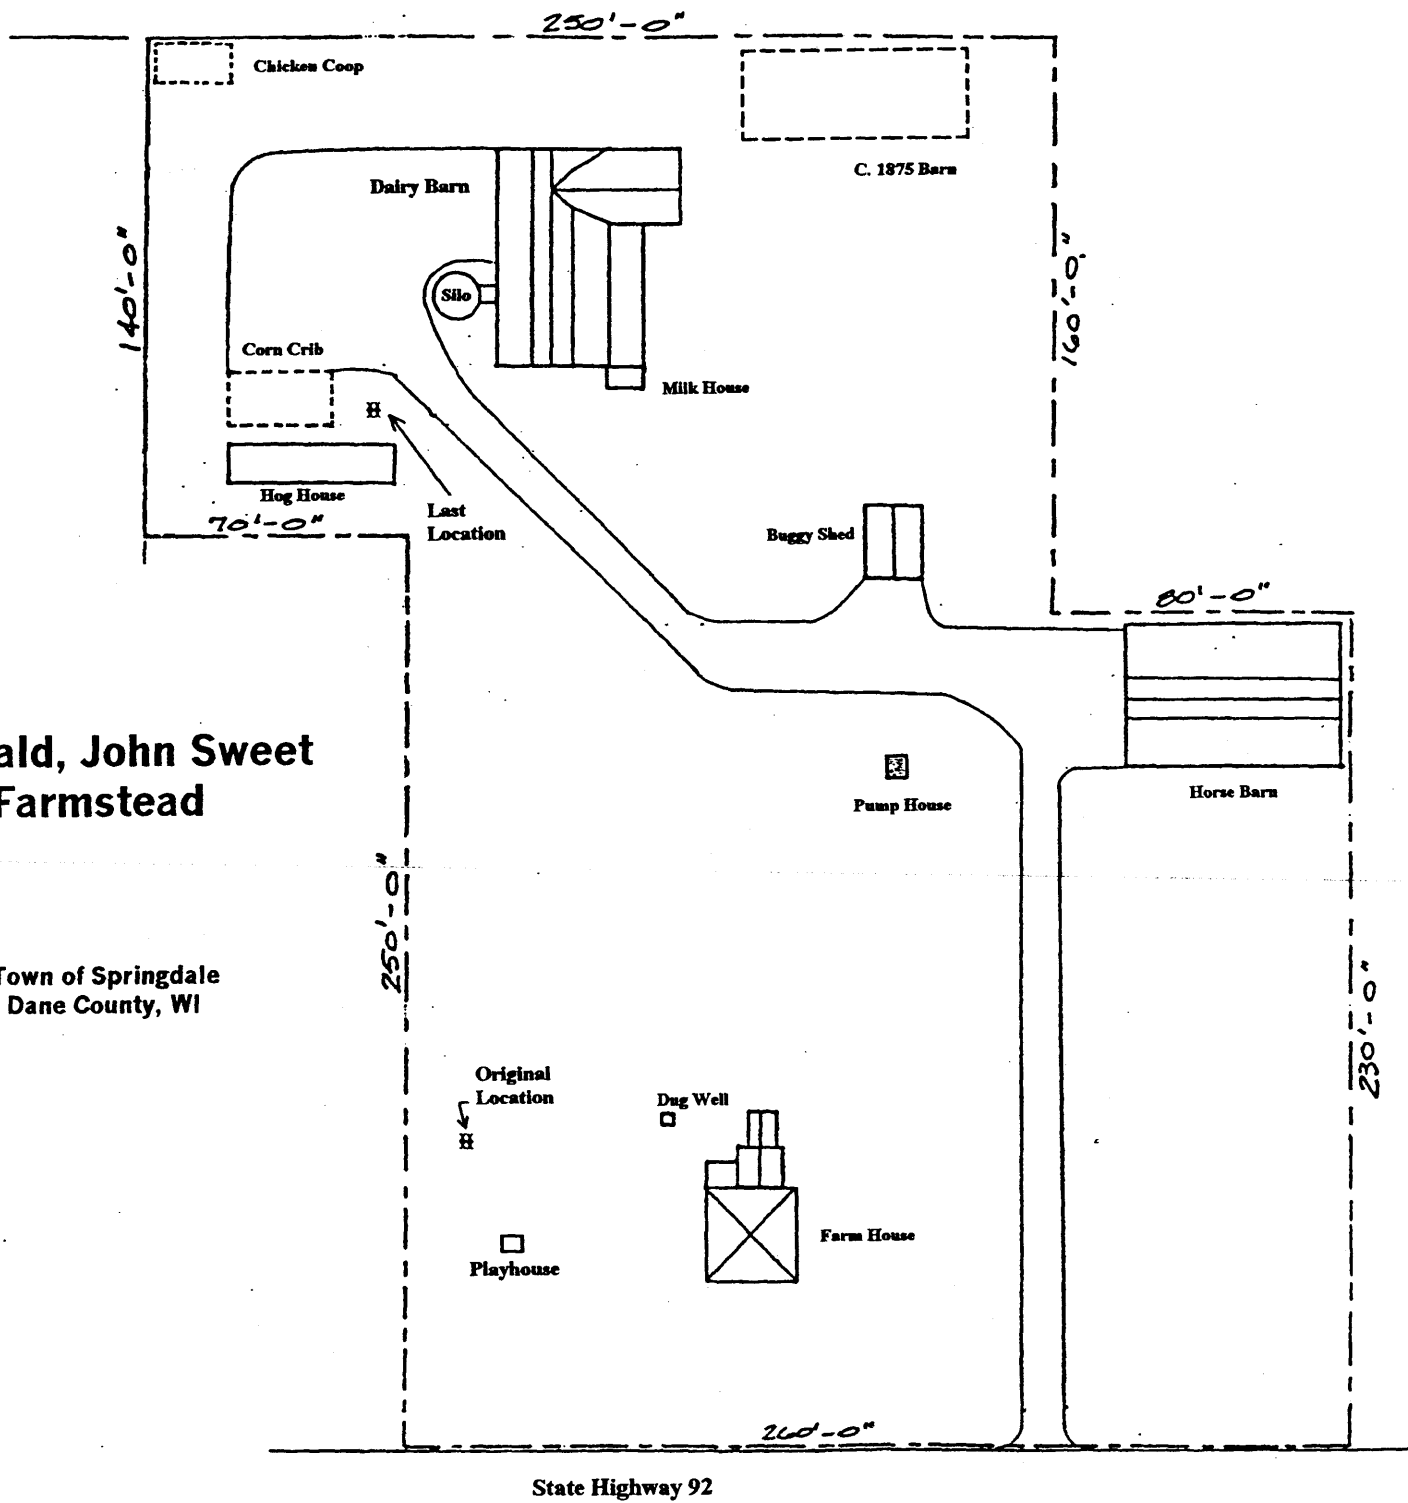 250'-0"
Chicken Coop
C. 1875 Barn
Dairy Barn
140'-0"
160'-0"
Silo
Corn Crib
Milk House
Hog House
Last
Location
70'-0"
Buggy Shed
80'-0"
ald, John Sweet
Farmstead
Pump House
Horse Barn
250'-0"
Town of Springdale
Dane County, WI
230'-0"
Original
Location
Dug Well
Farm House
Playhouse
260'-0"
State Highway 92